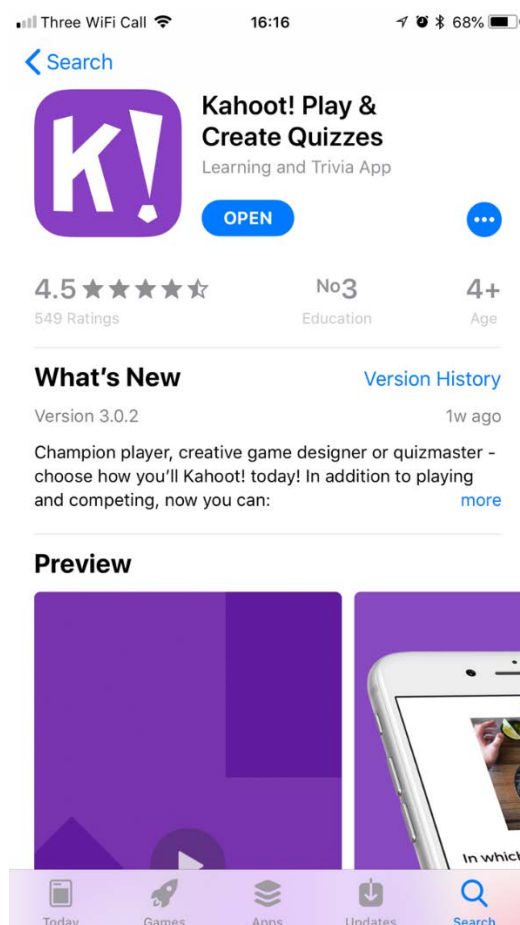 Three WiFi Call 16:16 68%
Search
K!
Kahoot! Play &
Create Quizzes
Learning and Trivia App
OPEN
4.5 No3 4+
549 Ratings Education Age
What's New Version History
Version 3.0.2 1w ago
Champion player, creative game designer or quizmaster -
choose how you'll Kahoot! today! In addition to playing
and competing, now you can: more
Preview
In which
Today Games Apps Updates Search